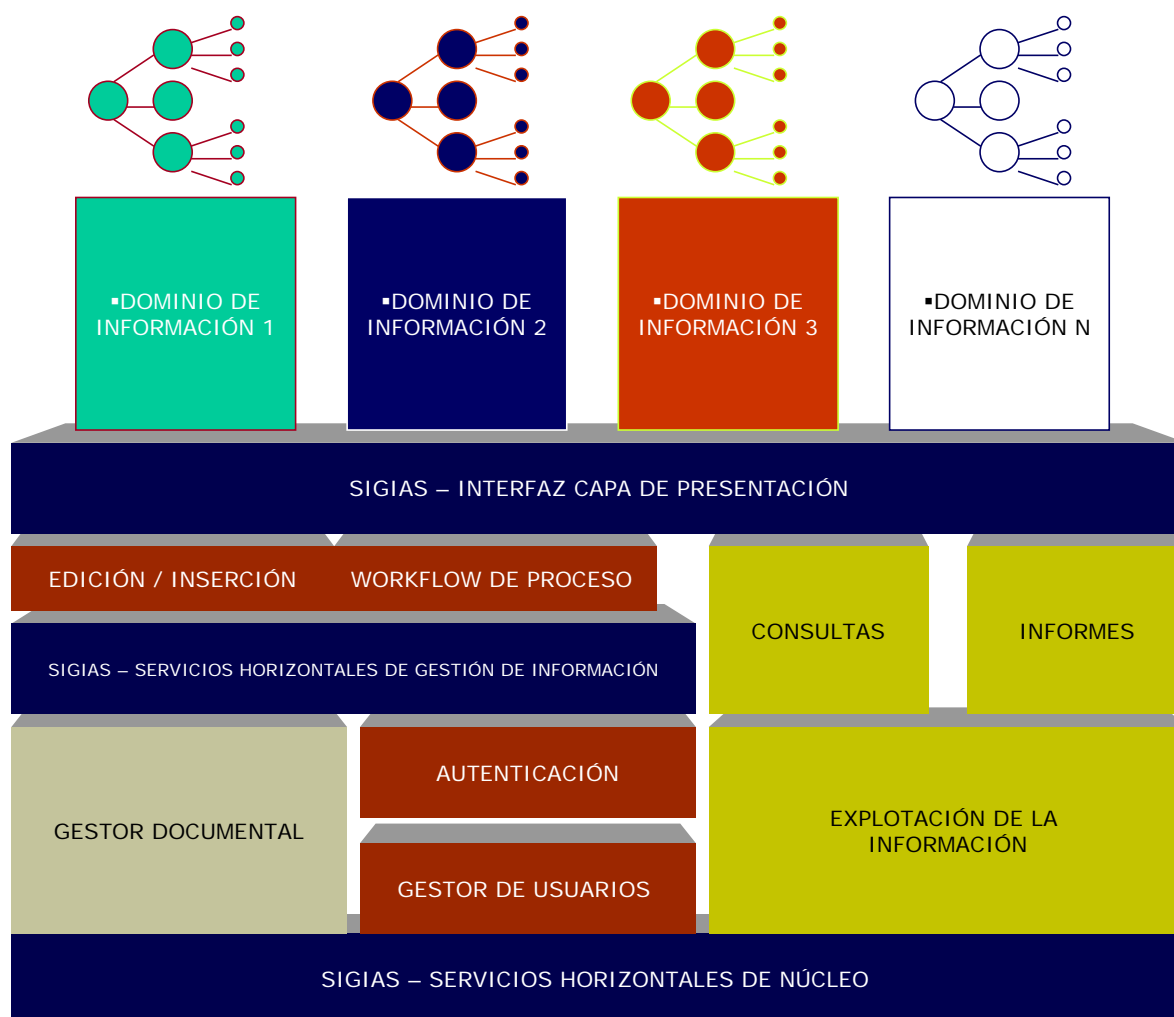 ▪DOMINIO DE
INFORMACIÓN 1
▪DOMINIO DE
INFORMACIÓN 2
▪DOMINIO DE
INFORMACIÓN 3
▪DOMINIO DE
INFORMACIÓN N
SIGIAS – INTERFAZ CAPA DE PRESENTACIÓN
EDICIÓN / INSERCIÓN
WORKFLOW DE PROCESO
CONSULTAS
INFORMES
SIGIAS – SERVICIOS HORIZONTALES DE GESTIÓN DE INFORMACIÓN
GESTOR DOCUMENTAL
AUTENTICACIÓN
GESTOR DE USUARIOS
EXPLOTACIÓN DE LA
INFORMACIÓN
SIGIAS – SERVICIOS HORIZONTALES DE NÚCLEO